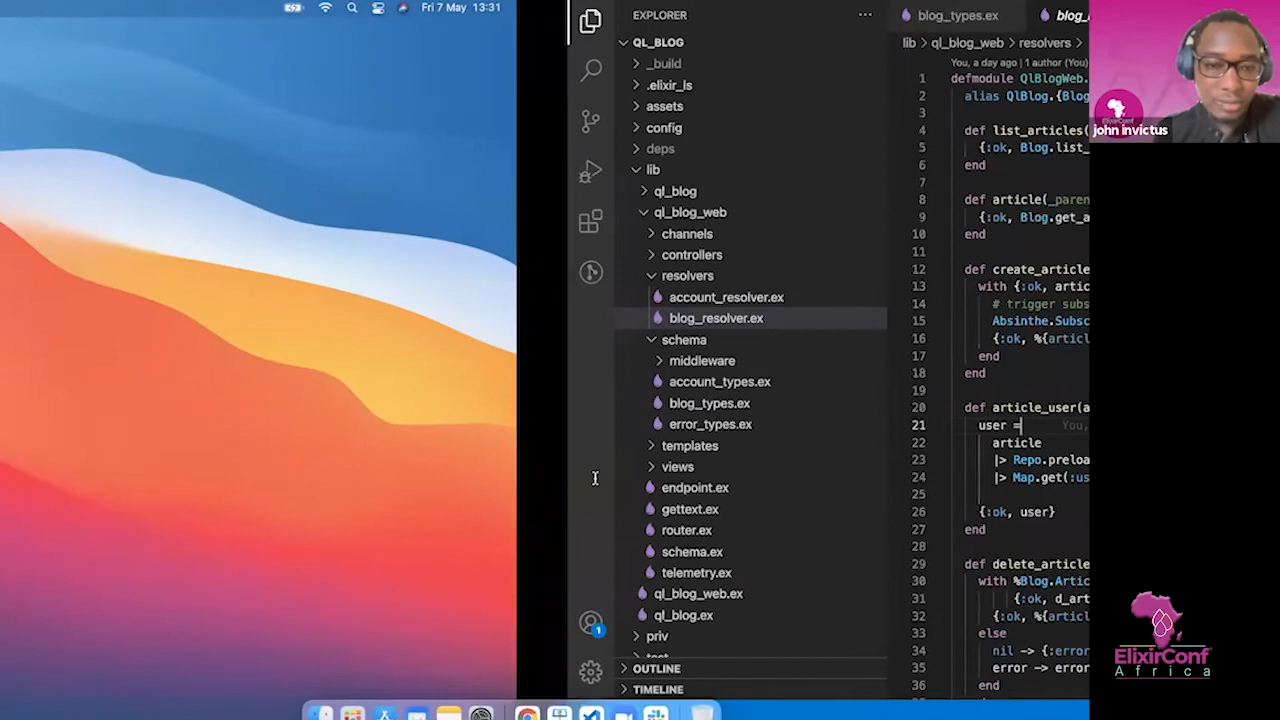 Fri 7 May 13:31
EXPLORER
QL_BLOG
_build
.elixir_ls
assets
config
deps
lib
ql_blog
ql_blog_web
channels
controllers
resolvers
account_resolver.ex
blog_resolver.ex
schema
middleware
account_types.ex
blog_types.ex
error_types.ex
templates
views
endpoint.ex
gettext.ex
router.ex
schema.ex
telemetry.ex
ql_blog_web.ex
ql_blog.ex
priv
OUTLINE
TIMELINE
1
blog_types.ex
blog_
lib > ql_blog_web > resolvers >
You, a day ago | 1 author (You)
1 defmodule QlBlogWeb.
2 alias QlBlog.{Blog
3
4 def list_articles(
5 {:ok, Blog.list_
6 end
7
8 def article(_paren
9 {:ok, Blog.get_a
10 end
11
12 def create_article
13 with {:ok, artic
14 # trigger subs
15 Absinthe.Subsc
16 {:ok, %{articl
17 end
18 end
19
20 def article_user(a
21 user = You,
22 article
23 |> Repo.preloa
24 |> Map.get(:us
25
26 {:ok, user}
27 end
28
29 def delete_article
30 with %Blog.Artic
31 {:ok, d_art
32 {:ok, %{articl
33 else
34 nil -> {:error
35 error -> error
36 end
ElixirConf
john invictus
ElixirConf
Africa